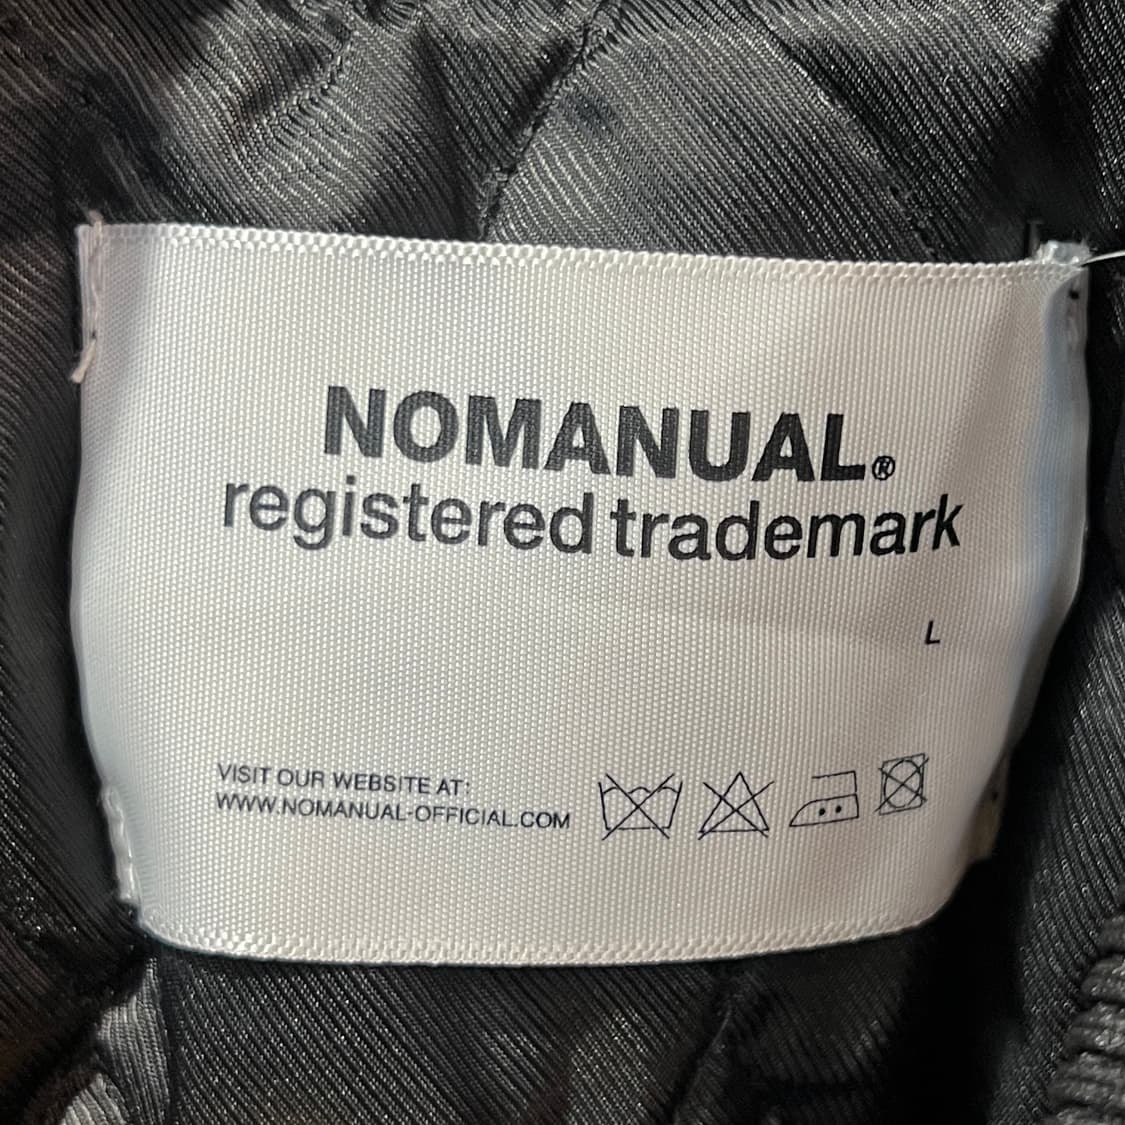 NOMANUAL®
registered trademark
L
VISIT OUR WEBSITE AT:
WWW.NOMANUAL-OFFICIAL.COM